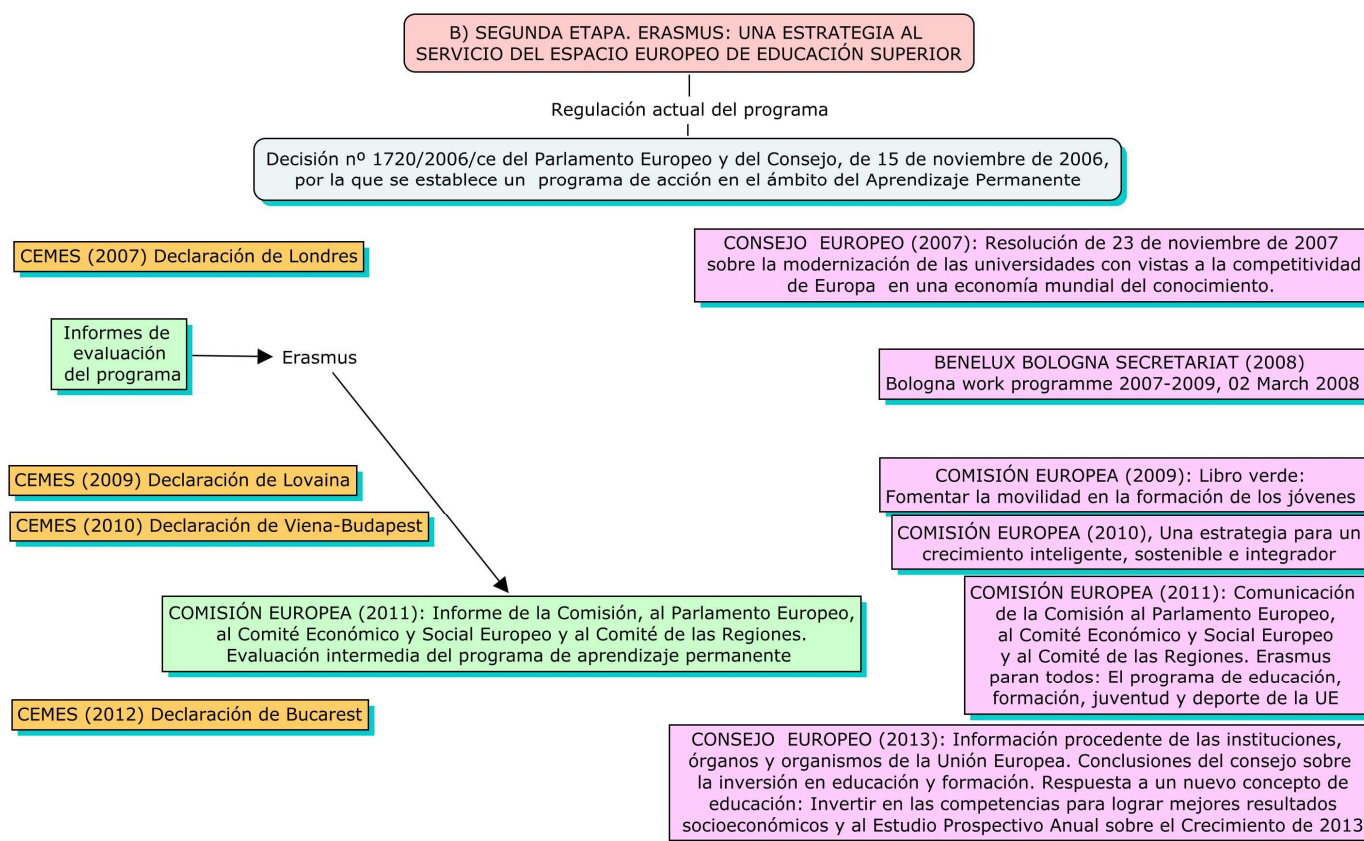 B) SEGUNDA ETAPA. ERASMUS: UNA ESTRATEGIA AL
SERVICIO DEL ESPACIO EUROPEO DE EDUCACIÓN SUPERIOR
Regulación actual del programa
Decisión nº 1720/2006/ce del Parlamento Europeo y del Consejo, de 15 de noviembre de 2006,
por la que se establece un programa de acción en el ámbito del Aprendizaje Permanente
CEMES (2007) Declaración de Londres
CONSEJO EUROPEO (2007): Resolución de 23 de noviembre de 2007
sobre la modernización de las universidades con vistas a la competitividad
de Europa en una economía mundial del conocimiento.
Informes de
evaluación
del programa
Erasmus
BENELUX BOLOGNA SECRETARIAT (2008)
Bologna work programme 2007-2009, 02 March 2008
CEMES (2009) Declaración de Lovaina
COMISIÓN EUROPEA (2009): Libro verde:
Fomentar la movilidad en la formación de los jóvenes
CEMES (2010) Declaración de Viena-Budapest
COMISIÓN EUROPEA (2010), Una estrategia para un
crecimiento inteligente, sostenible e integrador
COMISIÓN EUROPEA (2011): Informe de la Comisión, al Parlamento Europeo,
al Comité Económico y Social Europeo y al Comité de las Regiones.
Evaluación intermedia del programa de aprendizaje permanente
COMISIÓN EUROPEA (2011): Comunicación
de la Comisión al Parlamento Europeo,
al Comité Económico y Social Europeo
y al Comité de las Regiones. Erasmus
paran todos: El programa de educación,
formación, juventud y deporte de la UE
CEMES (2012) Declaración de Bucarest
CONSEJO EUROPEO (2013): Información procedente de las instituciones,
órganos y organismos de la Unión Europea. Conclusiones del consejo sobre
la inversión en educación y formación. Respuesta a un nuevo concepto de
educación: Invertir en las competencias para lograr mejores resultados
socioeconómicos y al Estudio Prospectivo Anual sobre el Crecimiento de 2013